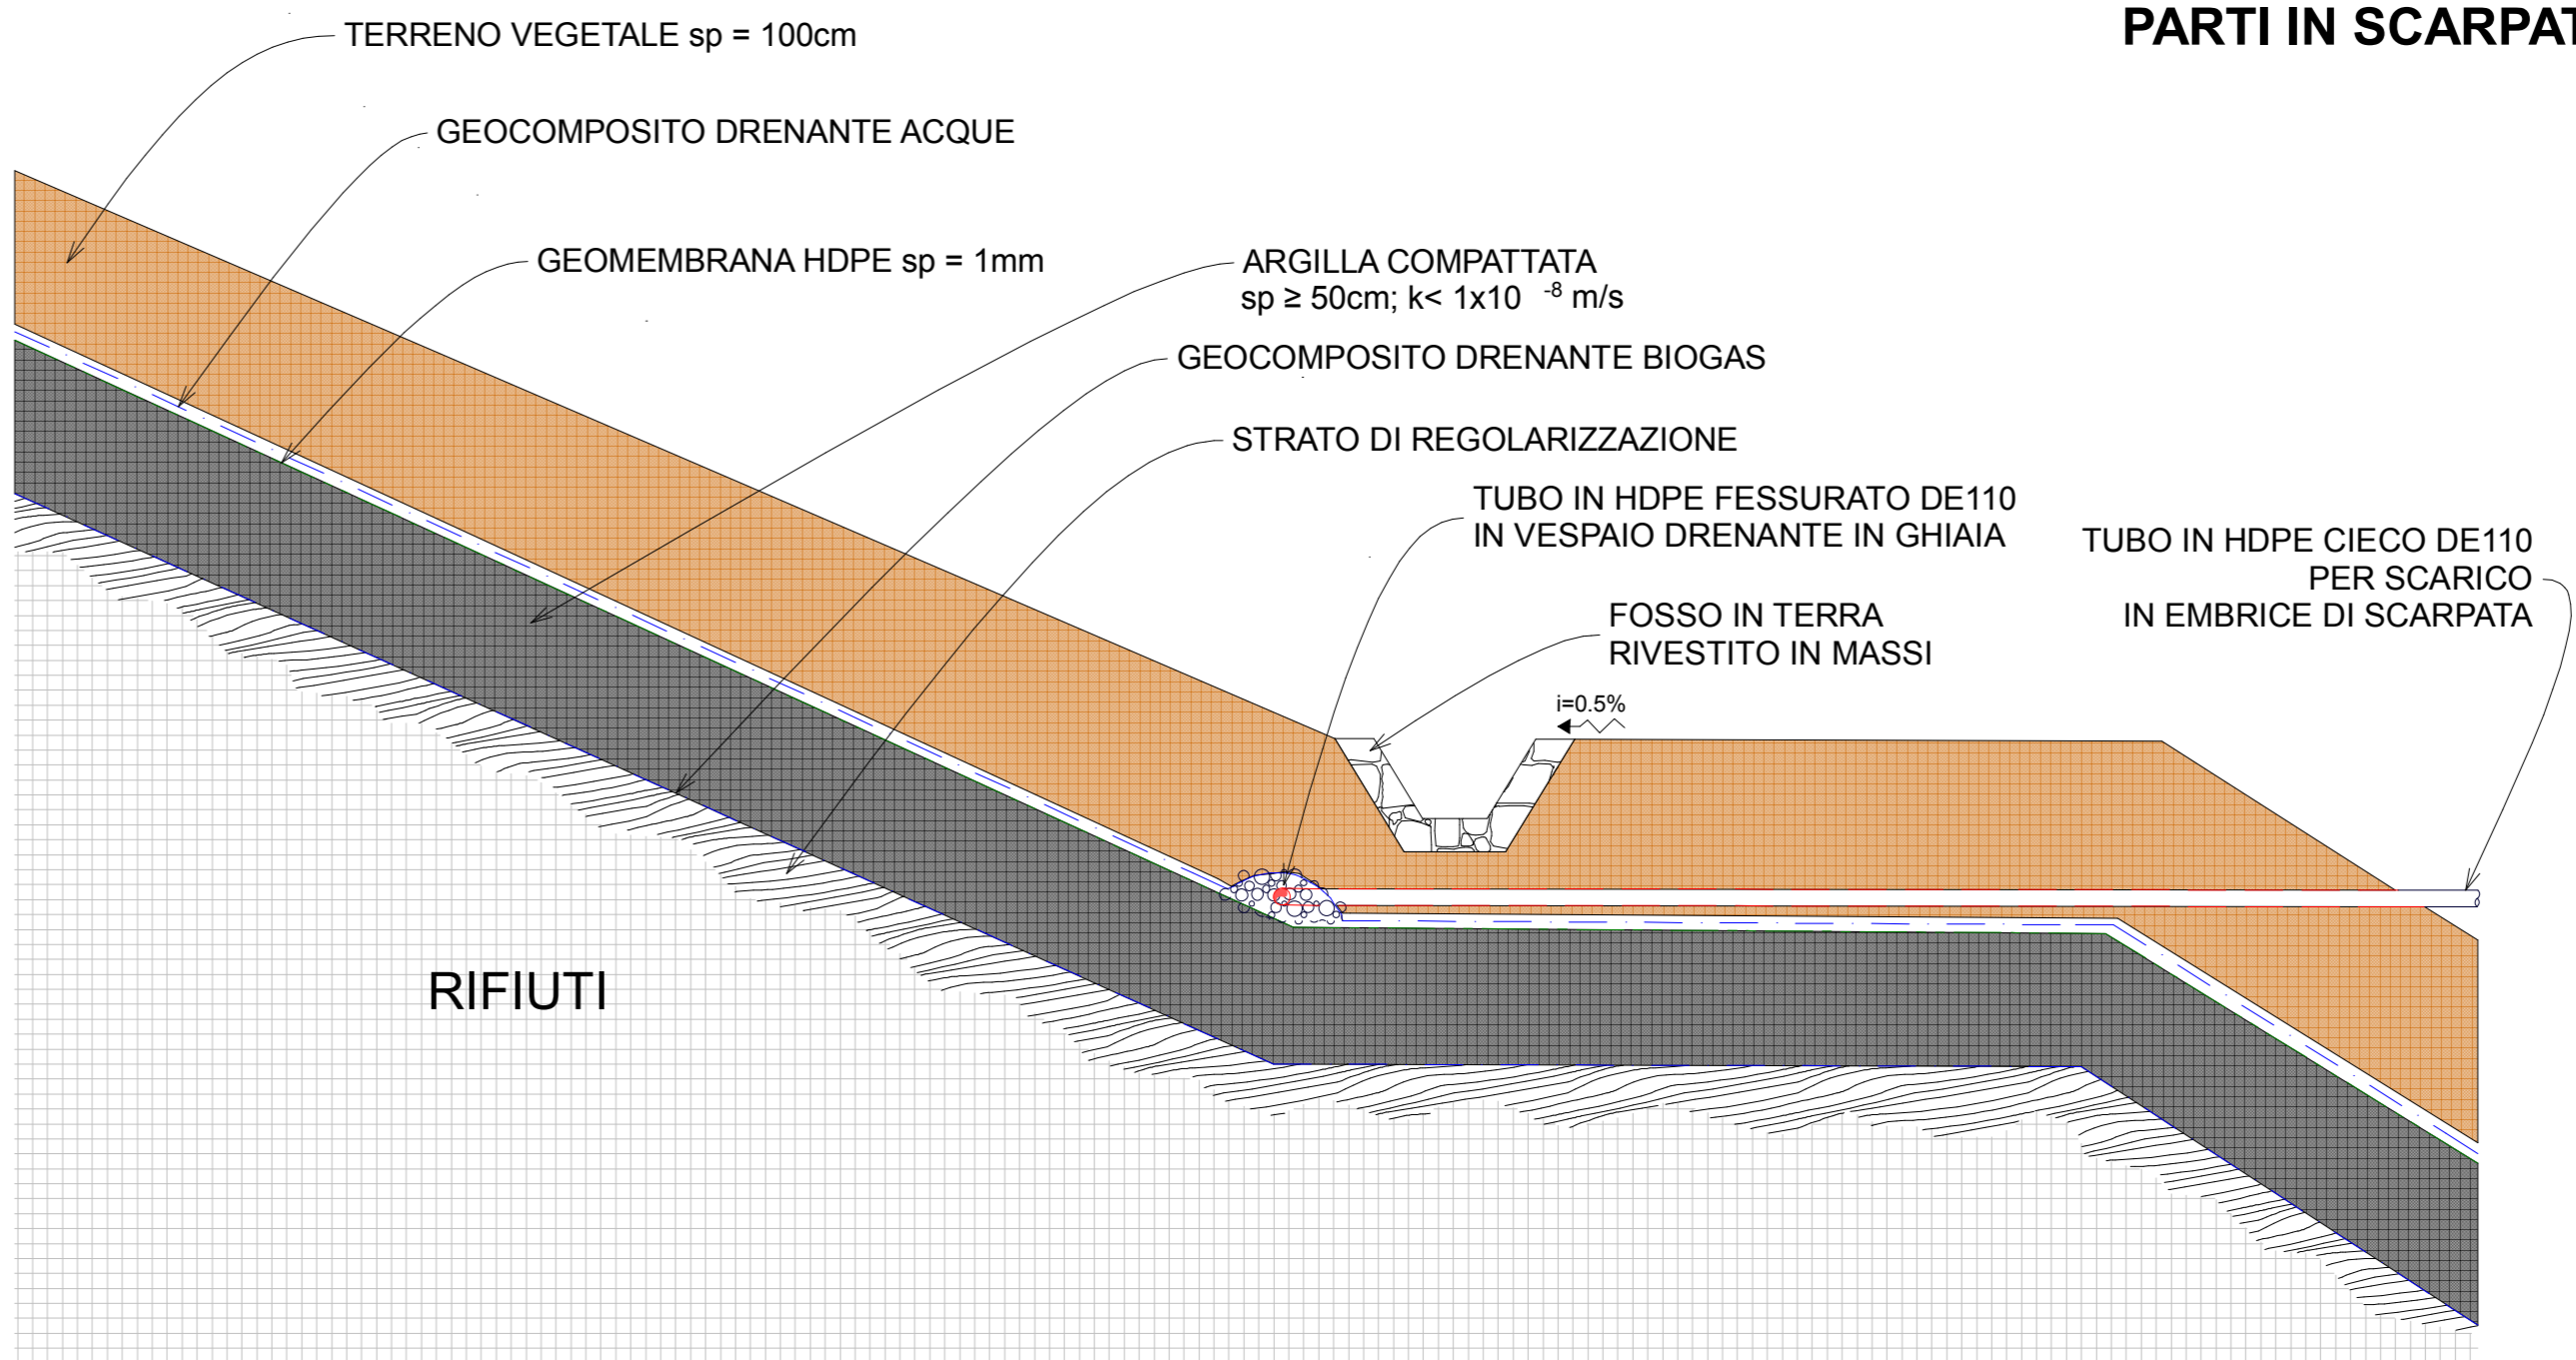 PARTI IN SCARPAT
TERRENO VEGETALE sp = 100cm
GEOCOMPOSITO DRENANTE ACQUE
GEOMEMBRANA HDPE sp = 1mm
ARGILLA COMPATTATA
sp ≥ 50cm; k< 1x10 -8 m/s
GEOCOMPOSITO DRENANTE BIOGAS
STRATO DI REGOLARIZZAZIONE
TUBO IN HDPE FESSURATO DE110
IN VESPAIO DRENANTE IN GHIAIA
TUBO IN HDPE CIECO DE110
PER SCARICO
IN EMBRICE DI SCARPATA
FOSSO IN TERRA
RIVESTITO IN MASSI
i=0.5%
RIFIUTI